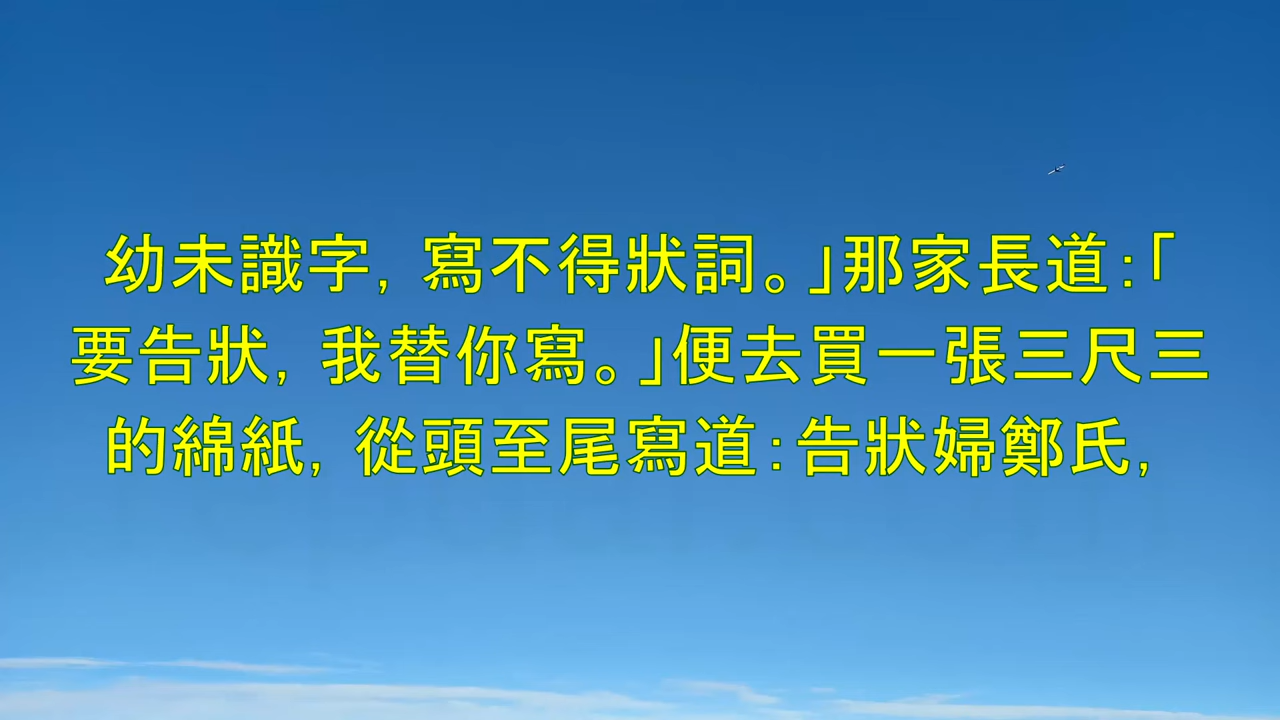 幼未識字, 寫不得狀詞。」那家長道:「
要告狀, 我替你寫。」便去買一張三尺三
的綿紙, 從頭至尾寫道:告狀婦鄭氏,